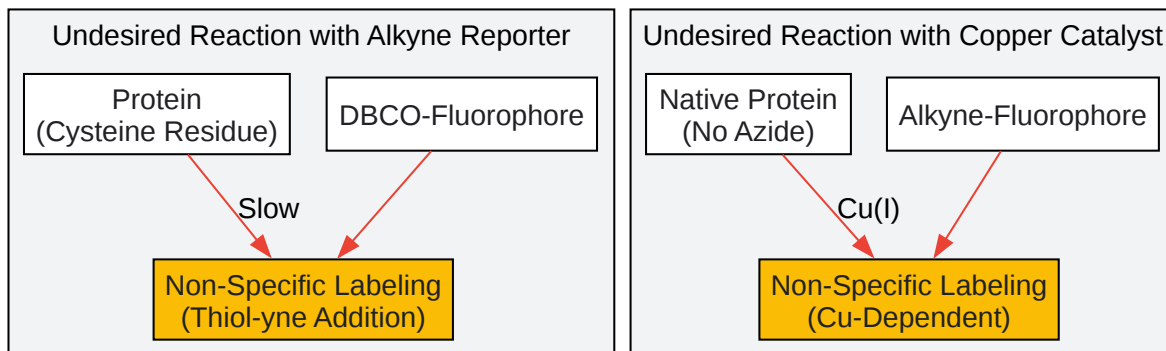 Undesired Reaction with Alkyne Reporter
Protein
(Cysteine Residue)
DBCO-Fluorophore
Slow
Non-Specific Labeling
(Thiol-yne Addition)
Undesired Reaction with Copper Catalyst
Native Protein
(No Azide)
Alkyne-Fluorophore
Cu(I)
Non-Specific Labeling
(Cu-Dependent)